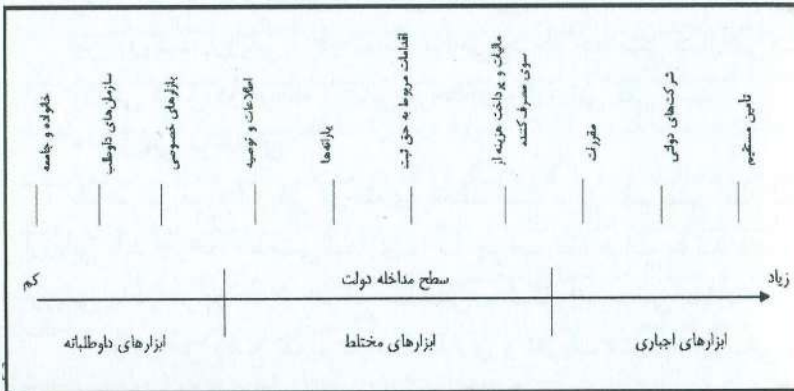 خانواده و جامعه
سازمان‌های داوطلب
بازارهای خصوصی
اطلاعات و توصیه
یارانه‌ها
اقدامات مربوط به حق ثبت
مالیات و پرداخت هزینه از
سوی مصرف‌کننده
مقررات
شرکت‌های دولتی
تامین مستقیم
کم
سطح مداخله دولت
زیاد
ابزارهای داوطلبانه
ابزارهای مختلط
ابزارهای اجباری